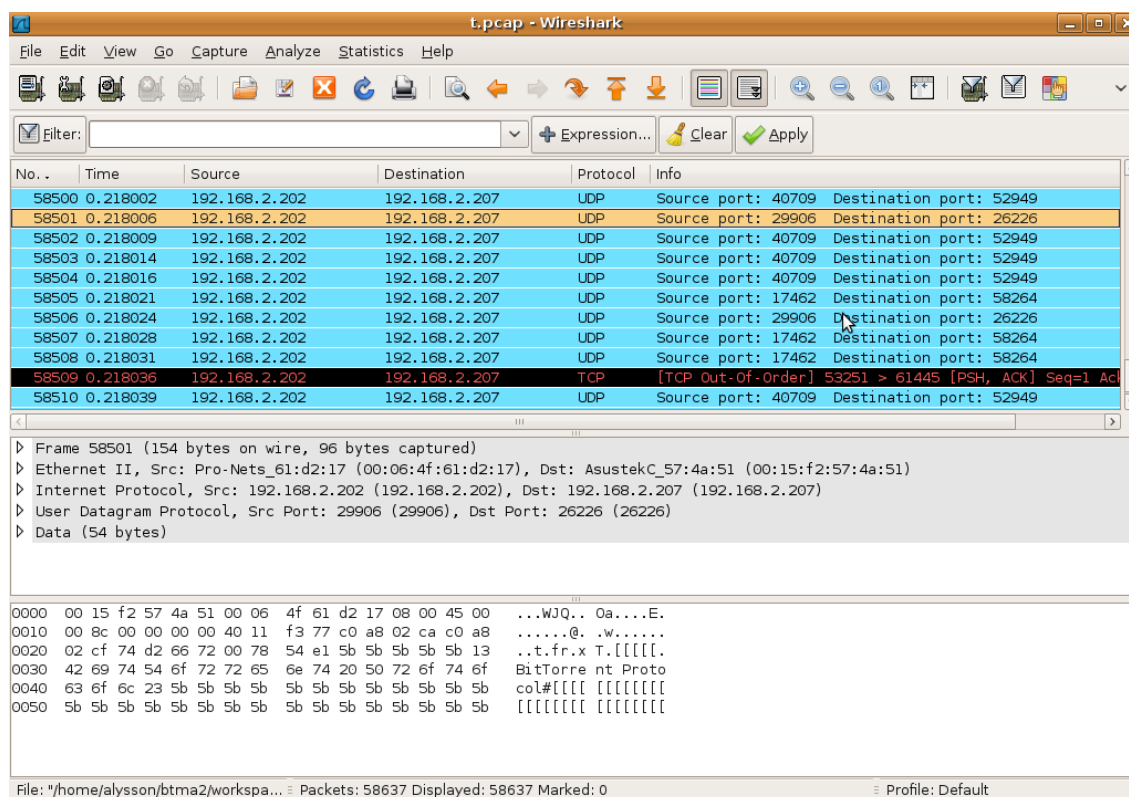 t.pcap - Wireshark
File Edit View Go Capture Analyze Statistics Help
Filter: Expression... Clear Apply
No. . Time Source Destination Protocol Info
58500 0.218002 192.168.2.202 192.168.2.207 UDP Source port: 40709 Destination port: 52949
58501 0.218006 192.168.2.202 192.168.2.207 UDP Source port: 29906 Destination port: 26226
58502 0.218009 192.168.2.202 192.168.2.207 UDP Source port: 40709 Destination port: 52949
58503 0.218014 192.168.2.202 192.168.2.207 UDP Source port: 40709 Destination port: 52949
58504 0.218016 192.168.2.202 192.168.2.207 UDP Source port: 40709 Destination port: 52949
58505 0.218021 192.168.2.202 192.168.2.207 UDP Source port: 17462 Destination port: 58264
58506 0.218024 192.168.2.202 192.168.2.207 UDP Source port: 29906 Destination port: 26226
58507 0.218028 192.168.2.202 192.168.2.207 UDP Source port: 17462 Destination port: 58264
58508 0.218031 192.168.2.202 192.168.2.207 UDP Source port: 17462 Destination port: 58264
58509 0.218036 192.168.2.202 192.168.2.207 TCP [TCP Out-Of-Order] 53251 > 61445 [PSH, ACK] Seq=1 Ack
58510 0.218039 192.168.2.202 192.168.2.207 UDP Source port: 40709 Destination port: 52949
Frame 58501 (154 bytes on wire, 96 bytes captured)
Ethernet II, Src: Pro-Nets_61:d2:17 (00:06:4f:61:d2:17), Dst: AsustekC_57:4a:51 (00:15:f2:57:4a:51)
Internet Protocol, Src: 192.168.2.202 (192.168.2.202), Dst: 192.168.2.207 (192.168.2.207)
User Datagram Protocol, Src Port: 29906 (29906), Dst Port: 26226 (26226)
Data (54 bytes)
0000 00 15 f2 57 4a 51 00 06 4f 61 d2 17 08 00 45 00 ...WJQ.. Oa....E.
0010 00 8c 00 00 00 00 40 11 f3 77 c0 a8 02 ca c0 a8 ......@. .w......
0020 02 cf 74 d2 66 72 00 78 54 e1 5b 5b 5b 5b 5b 13 ..t.fr.x T.[[[[[.
0030 42 69 74 54 6f 72 72 65 6e 74 20 50 72 6f 74 6f BitTorre nt Proto
0040 63 6f 6c 23 5b 5b 5b 5b 5b 5b 5b 5b 5b 5b 5b 5b col#[[[[ [[[[[[[[
0050 5b 5b 5b 5b 5b 5b 5b 5b 5b 5b 5b 5b 5b 5b 5b 5b [[[[[[[[ [[[[[[[[
File: "/home/alysson/btma2/workspa... Packets: 58637 Displayed: 58637 Marked: 0 Profile: Default